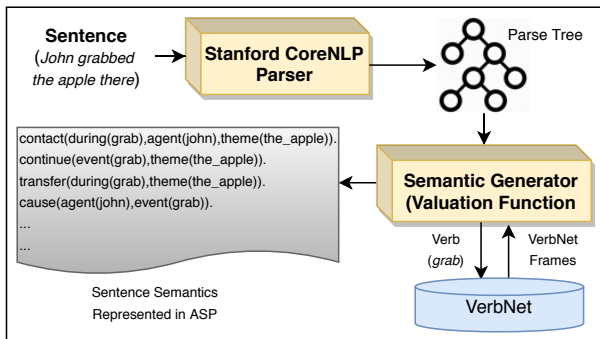 Sentence
(John grabbed
the apple there)
Stanford CoreNLP
Parser
Parse Tree
contact(during(grab),agent(john),theme(the_apple)).
continue(event(grab),theme(the_apple)).
transfer(during(grab),theme(the_apple)).
cause(agent(john),event(grab)).
...
...
Semantic Generator
(Valuation Function
Verb
(grab)
VerbNet
Frames
Sentence Semantics
Represented in ASP
VerbNet